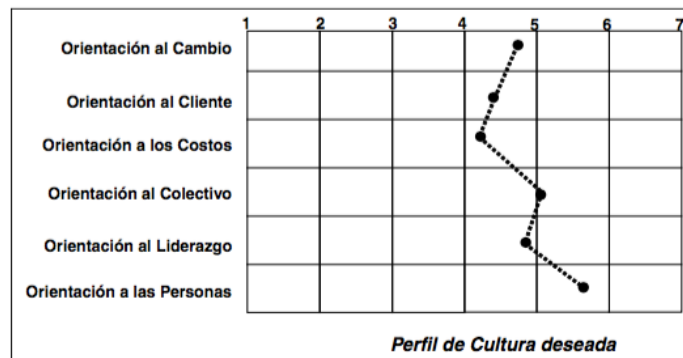 1 2 3 4 5 6 7
Orientación al Cambio
Orientación al Cliente
Orientación a los Costos
Orientación al Colectivo
Orientación al Liderazgo
Orientación a las Personas
Perfil de Cultura deseada